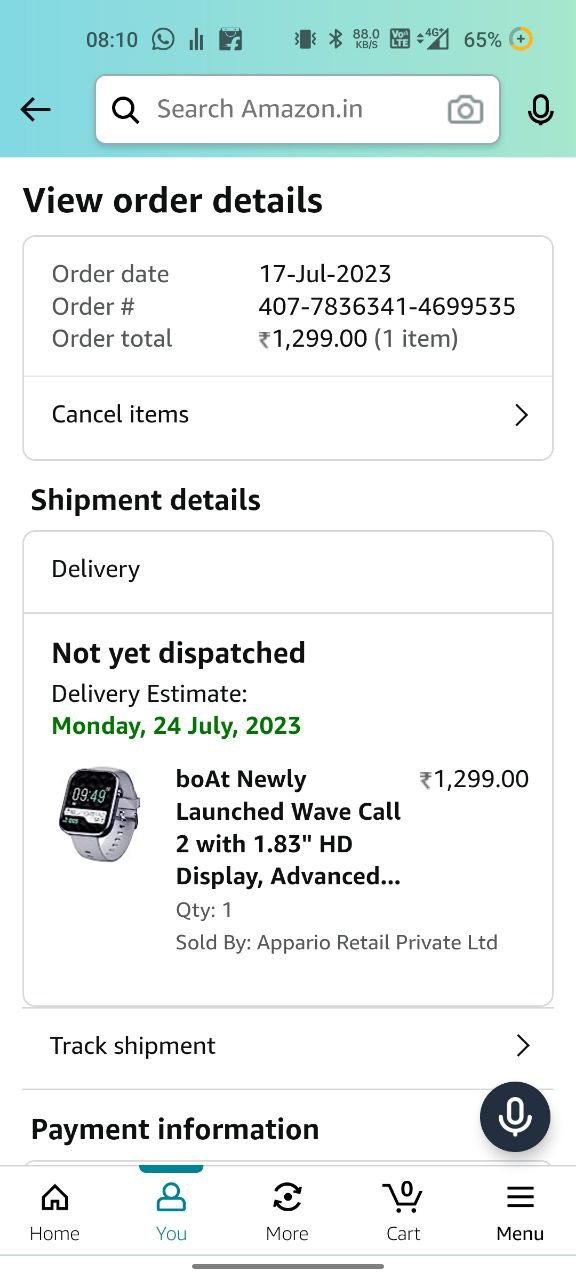 08:10 88.0 KB/S Vo LTE 4G+ 65%
Search Amazon.in
View order details
Order date 17-Jul-2023
Order # 407-7836341-4699535
Order total ₹1,299.00 (1 item)
Cancel items
Shipment details
Delivery
Not yet dispatched
Delivery Estimate:
Monday, 24 July, 2023
09:49
boAt Newly ₹1,299.00
Launched Wave Call
2 with 1.83" HD
Display, Advanced...
Qty: 1
Sold By: Appario Retail Private Ltd
Track shipment
Payment information
0
Home You More Cart Menu